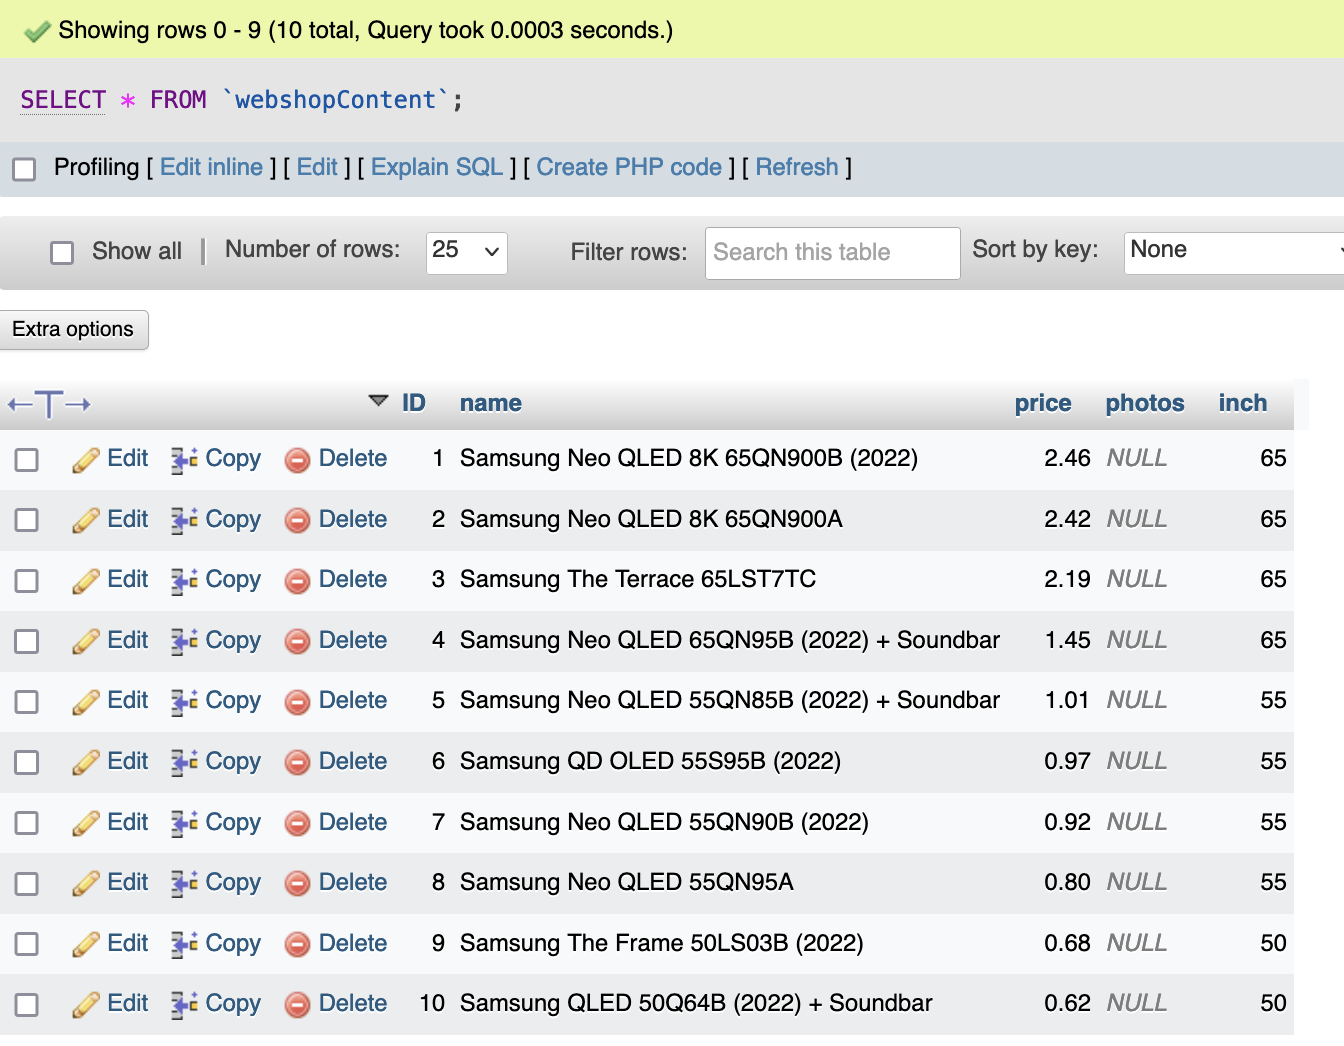 Showing rows 0 - 9 (10 total, Query took 0.0003 seconds.)
SELECT * FROM `webshopContent`;
Profiling [ Edit inline ] [ Edit ] [ Explain SQL ] [ Create PHP code ] [ Refresh ]
Show all | Number of rows: 25 Filter rows: Search this table Sort by key: None
Extra options
←T→ ID name price photos inch
Edit Copy Delete 1 Samsung Neo QLED 8K 65QN900B (2022) 2.46 NULL 65
Edit Copy Delete 2 Samsung Neo QLED 8K 65QN900A 2.42 NULL 65
Edit Copy Delete 3 Samsung The Terrace 65LST7TC 2.19 NULL 65
Edit Copy Delete 4 Samsung Neo QLED 65QN95B (2022) + Soundbar 1.45 NULL 65
Edit Copy Delete 5 Samsung Neo QLED 55QN85B (2022) + Soundbar 1.01 NULL 55
Edit Copy Delete 6 Samsung QD OLED 55S95B (2022) 0.97 NULL 55
Edit Copy Delete 7 Samsung Neo QLED 55QN90B (2022) 0.92 NULL 55
Edit Copy Delete 8 Samsung Neo QLED 55QN95A 0.80 NULL 55
Edit Copy Delete 9 Samsung The Frame 50LS03B (2022) 0.68 NULL 50
Edit Copy Delete 10 Samsung QLED 50Q64B (2022) + Soundbar 0.62 NULL 50